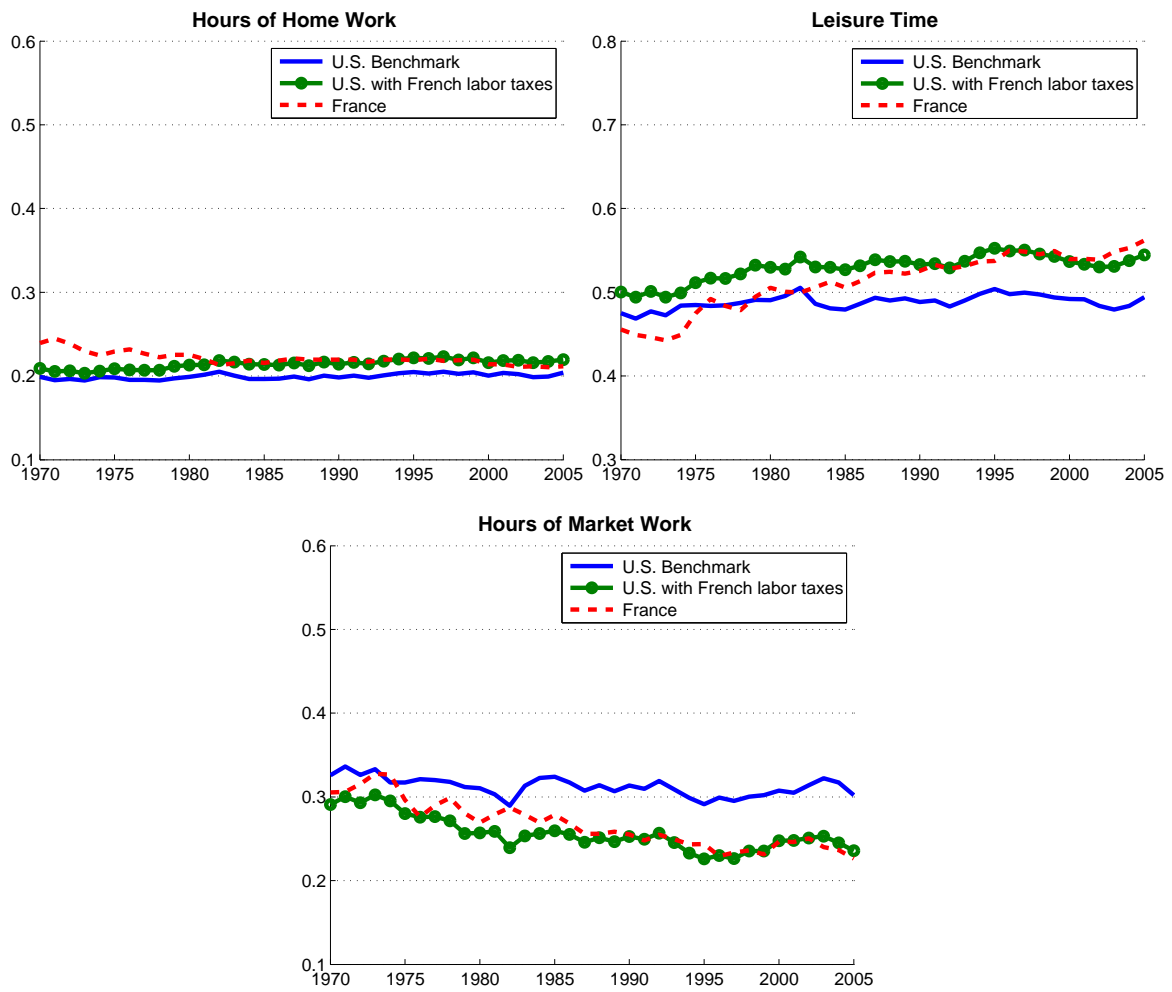 Hours of Home Work
0.6
0.5
0.4
0.3
0.2
0.1
1970 1975 1980 1985 1990 1995 2000 2005
U.S. Benchmark
U.S. with French labor taxes
France
Leisure Time
0.8
0.7
0.6
0.5
0.4
0.3
1970 1975 1980 1985 1990 1995 2000 2005
U.S. Benchmark
U.S. with French labor taxes
France
Hours of Market Work
0.6
0.5
0.4
0.3
0.2
0.1
1970 1975 1980 1985 1990 1995 2000 2005
U.S. Benchmark
U.S. with French labor taxes
France